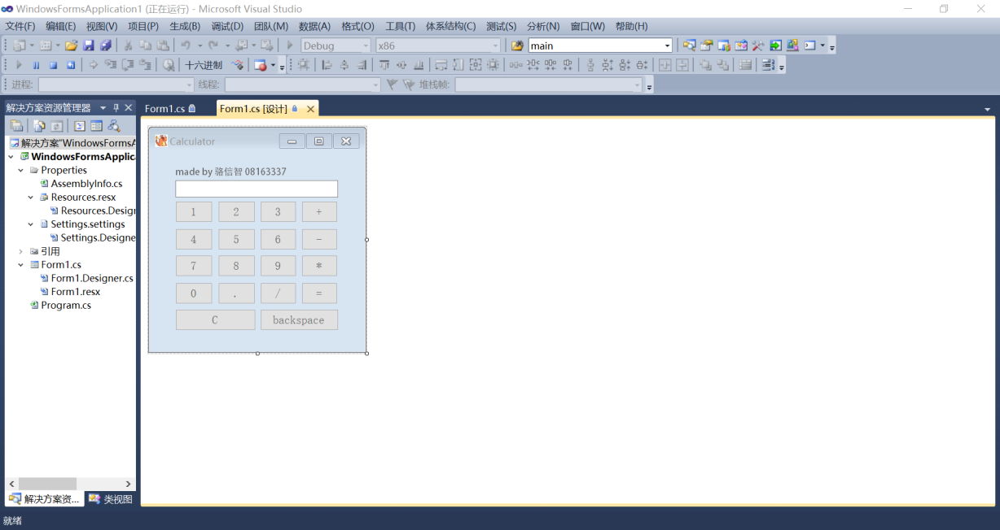 WindowsFormsApplication1 (正在运行) - Microsoft Visual Studio
文件(F) 编辑(E) 视图(V) 项目(P) 生成(B) 调试(D) 团队(M) 数据(A) 格式(O) 工具(T) 体系结构(C) 测试(S) 分析(N) 窗口(W) 帮助(H)
Debug x86 main
十六进制
进程: 线程: 堆栈帧:
解决方案资源管理器 Form1.cs Form1.cs [设计]
解决方案"WindowsFormsA
WindowsFormsApplic
Properties
AssemblyInfo.cs
Resources.resx
Resources.Design
Settings.settings
Settings.Designe
引用
Form1.cs
Form1.Designer.cs
Form1.resx
Program.cs
Calculator
made by 骆信智 08163337
1 2 3 +
4 5 6 -
7 8 9 *
0 . / =
C backspace
解决方案资... 类视图
就绪